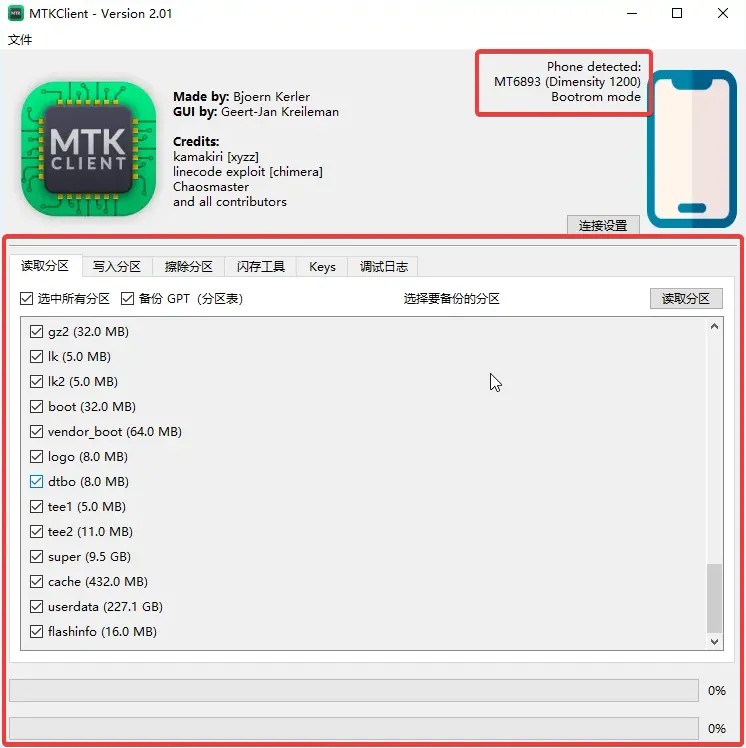 MTKClient - Version 2.01
文件
Phone detected:
MT6893 (Dimensity 1200)
Bootrom mode
MTK
CLIENT
Made by: Bjoern Kerler
GUI by: Geert-Jan Kreileman
Credits:
kamakiri [xyzz]
linecode exploit [chimera]
Chaosmaster
and all contributors
连接设置
读取分区 写入分区 擦除分区 闪存工具 Keys 调试日志
选中所有分区 备份 GPT（分区表） 选择要备份的分区 读取分区
gz2 (32.0 MB)
lk (5.0 MB)
lk2 (5.0 MB)
boot (32.0 MB)
vendor_boot (64.0 MB)
logo (8.0 MB)
dtbo (8.0 MB)
tee1 (5.0 MB)
tee2 (11.0 MB)
super (9.5 GB)
cache (432.0 MB)
userdata (227.1 GB)
flashinfo (16.0 MB)
0%
0%